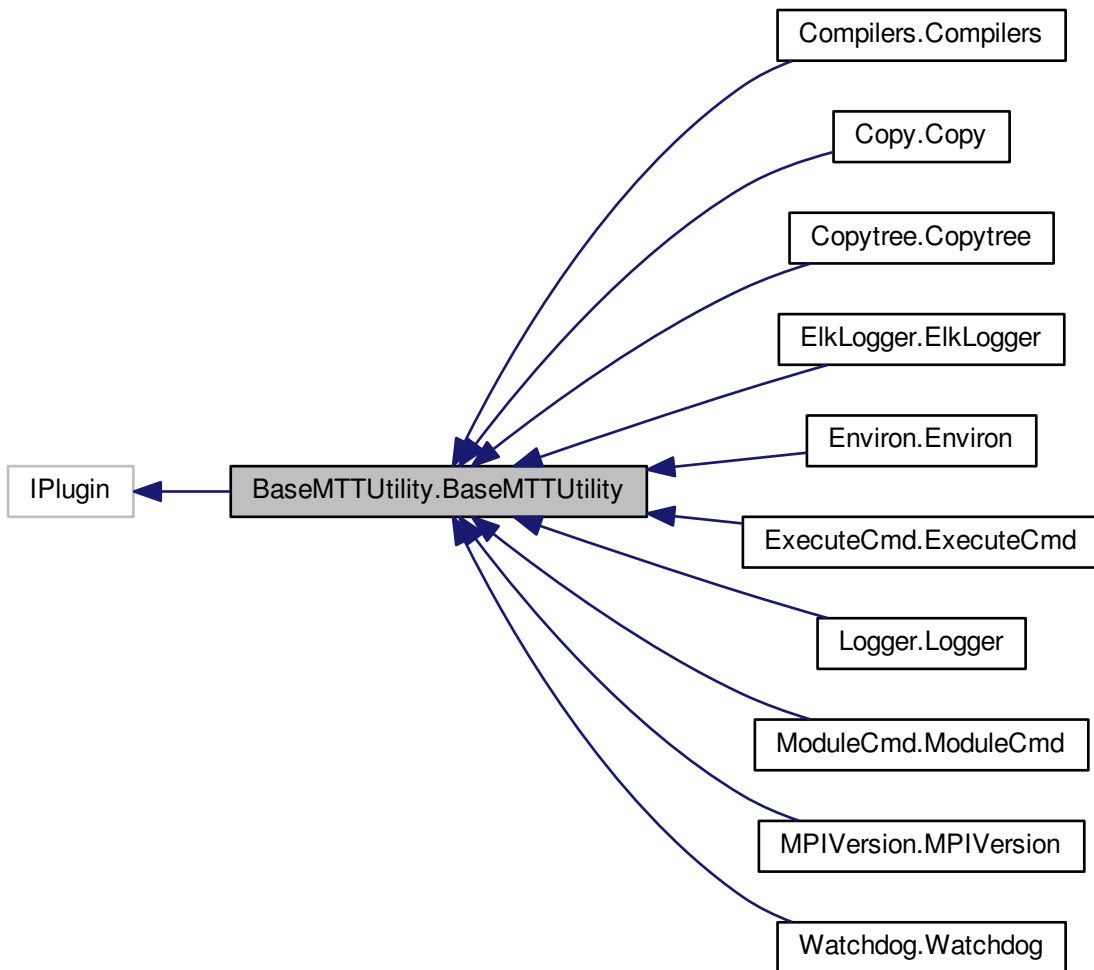 Compilers.Compilers
Copy.Copy
Copytree.Copytree
ElkLogger.ElkLogger
Environ.Environ
IPlugin
BaseMTTUtility.BaseMTTUtility
ExecuteCmd.ExecuteCmd
Logger.Logger
ModuleCmd.ModuleCmd
MPIVersion.MPIVersion
Watchdog.Watchdog